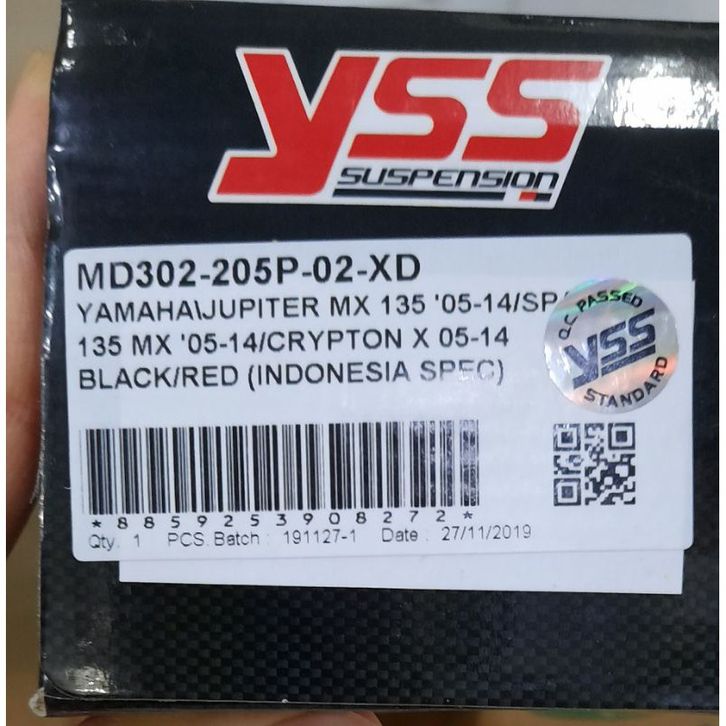 YSS
SUSPENSION
MD302-205P-02-XD
YAMAHA\JUPITER MX 135 '05-14/
135 MX '05-14/CRYPTON X 05-14
BLACK/RED (INDONESIA SPEC)
Q.C. PASSED
YSS
STANDARD
*8859253908272*
Qty. 1 PCS. Batch : 191127-1 Date : 27/11/2019